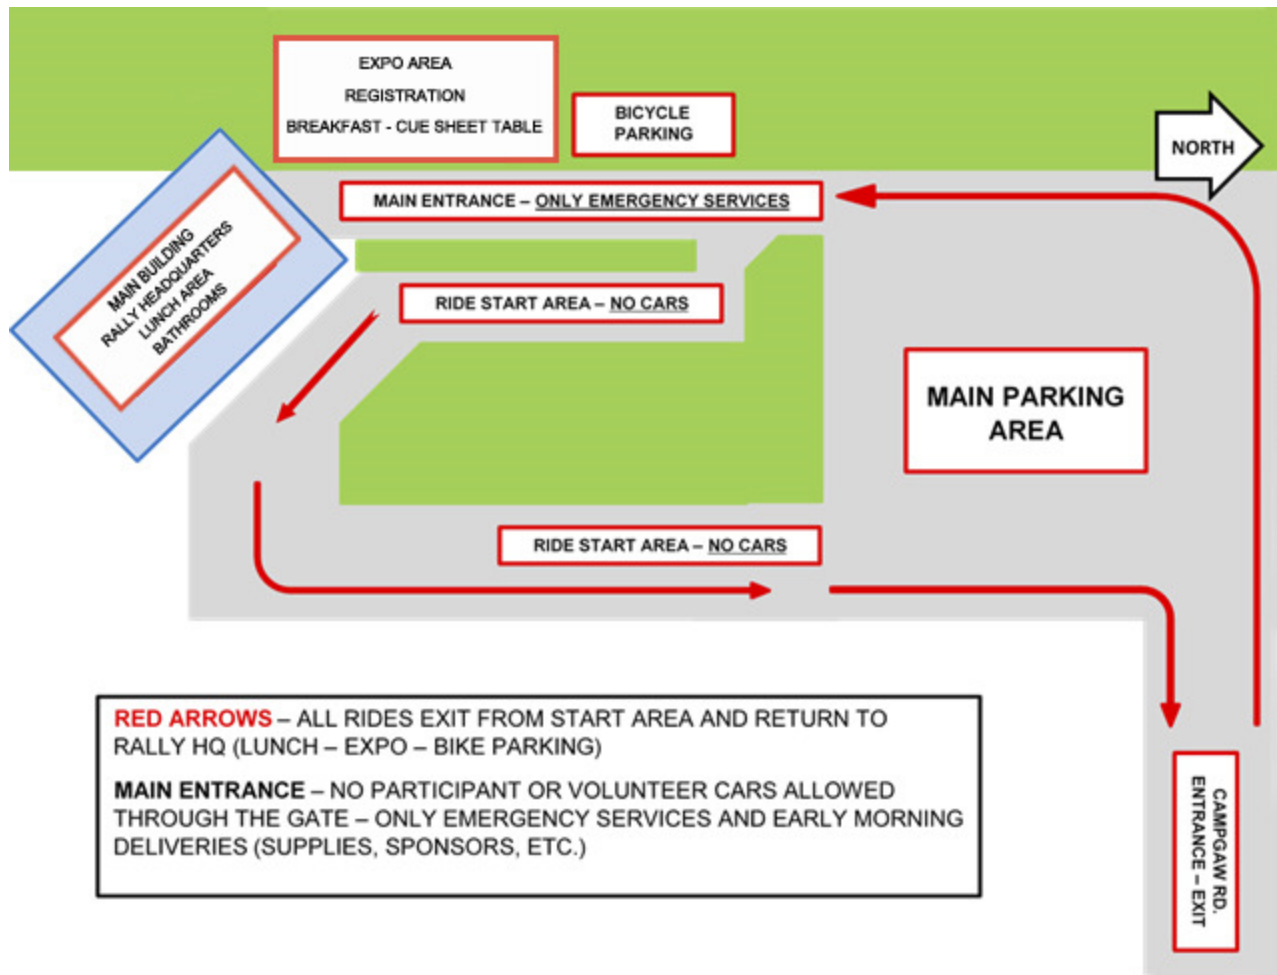 EXPO AREA
REGISTRATION
BREAKFAST - CUE SHEET TABLE
BICYCLE
PARKING
NORTH
MAIN ENTRANCE – ONLY EMERGENCY SERVICES
MAIN BUILDING
RALLY HEADQUARTERS
LUNCH AREA
BATHROOMS
RIDE START AREA – NO CARS
MAIN PARKING
AREA
RIDE START AREA – NO CARS
RED ARROWS – ALL RIDES EXIT FROM START AREA AND RETURN TO
RALLY HQ (LUNCH – EXPO – BIKE PARKING)
MAIN ENTRANCE – NO PARTICIPANT OR VOLUNTEER CARS ALLOWED
THROUGH THE GATE – ONLY EMERGENCY SERVICES AND EARLY MORNING
DELIVERIES (SUPPLIES, SPONSORS, ETC.)
CAMPGAW RD.
ENTRANCE – EXIT